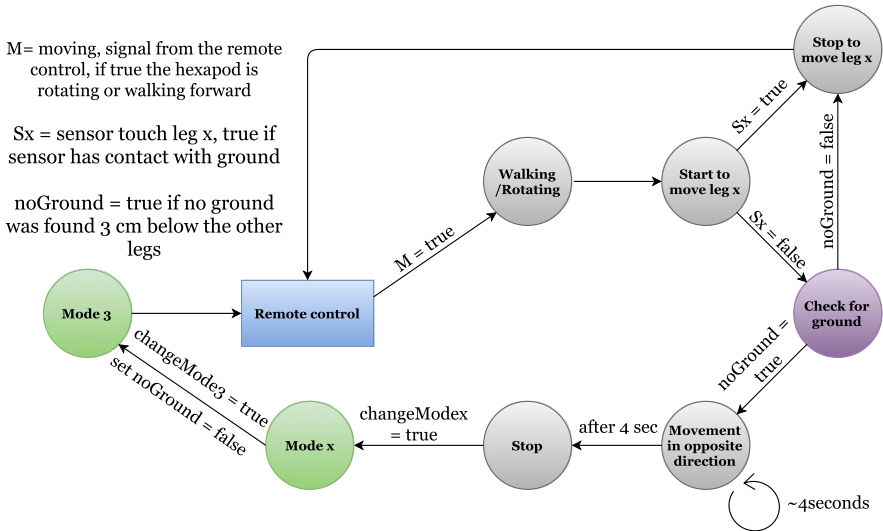 M= moving, signal from the remote
control, if true the hexapod is
rotating or walking forward
Sx = sensor touch leg x, true if
sensor has contact with ground
noGround = true if no ground
was found 3 cm below the other
legs
Stop to
move leg x
Sx = true
noGround = false
Walking
/Rotating
Start to
move leg x
M = true
Sx = false
Mode 3
Remote control
Check for
ground
changeMode3 = true
set noGround = false
noGround =
true
changeModex
= true
after 4 sec
Mode x
Stop
Movement
in opposite
direction
~4seconds